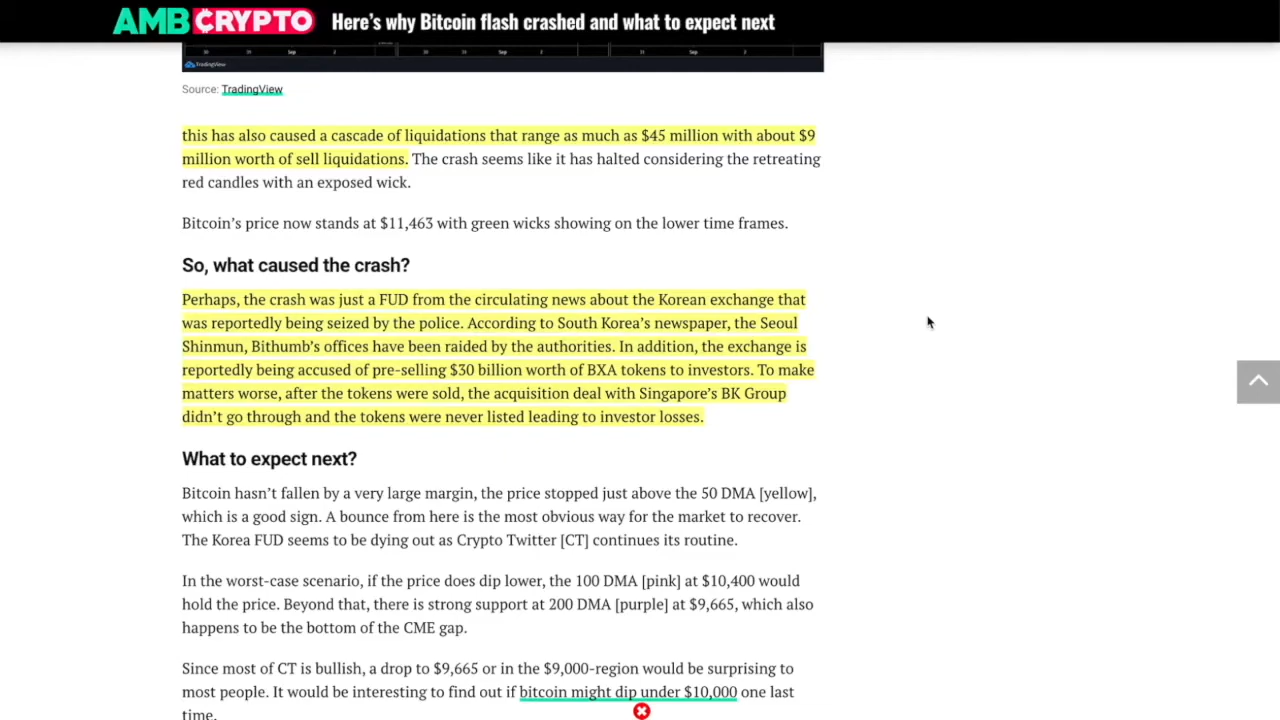 AMBCRYPTO Here's why Bitcoin flash crashed and what to expect next
TradingView
Source: TradingView
this has also caused a cascade of liquidations that range as much as $45 million with about $9
million worth of sell liquidations. The crash seems like it has halted considering the retreating
red candles with an exposed wick.
Bitcoin's price now stands at $11,463 with green wicks showing on the lower time frames.
So, what caused the crash?
Perhaps, the crash was just a FUD from the circulating news about the Korean exchange that
was reportedly being seized by the police. According to South Korea's newspaper, the Seoul
Shinmun, Bithumb's offices have been raided by the authorities. In addition, the exchange is
reportedly being accused of pre-selling $30 billion worth of BXA tokens to investors. To make
matters worse, after the tokens were sold, the acquisition deal with Singapore's BK Group
didn't go through and the tokens were never listed leading to investor losses.
What to expect next?
Bitcoin hasn't fallen by a very large margin, the price stopped just above the 50 DMA [yellow],
which is a good sign. A bounce from here is the most obvious way for the market to recover.
The Korea FUD seems to be dying out as Crypto Twitter [CT] continues its routine.
In the worst-case scenario, if the price does dip lower, the 100 DMA [pink] at $10,400 would
hold the price. Beyond that, there is strong support at 200 DMA [purple] at $9,665, which also
happens to be the bottom of the CME gap.
Since most of CT is bullish, a drop to $9,665 or in the $9,000-region would be surprising to
most people. It would be interesting to find out if bitcoin might dip under $10,000 one last
time.